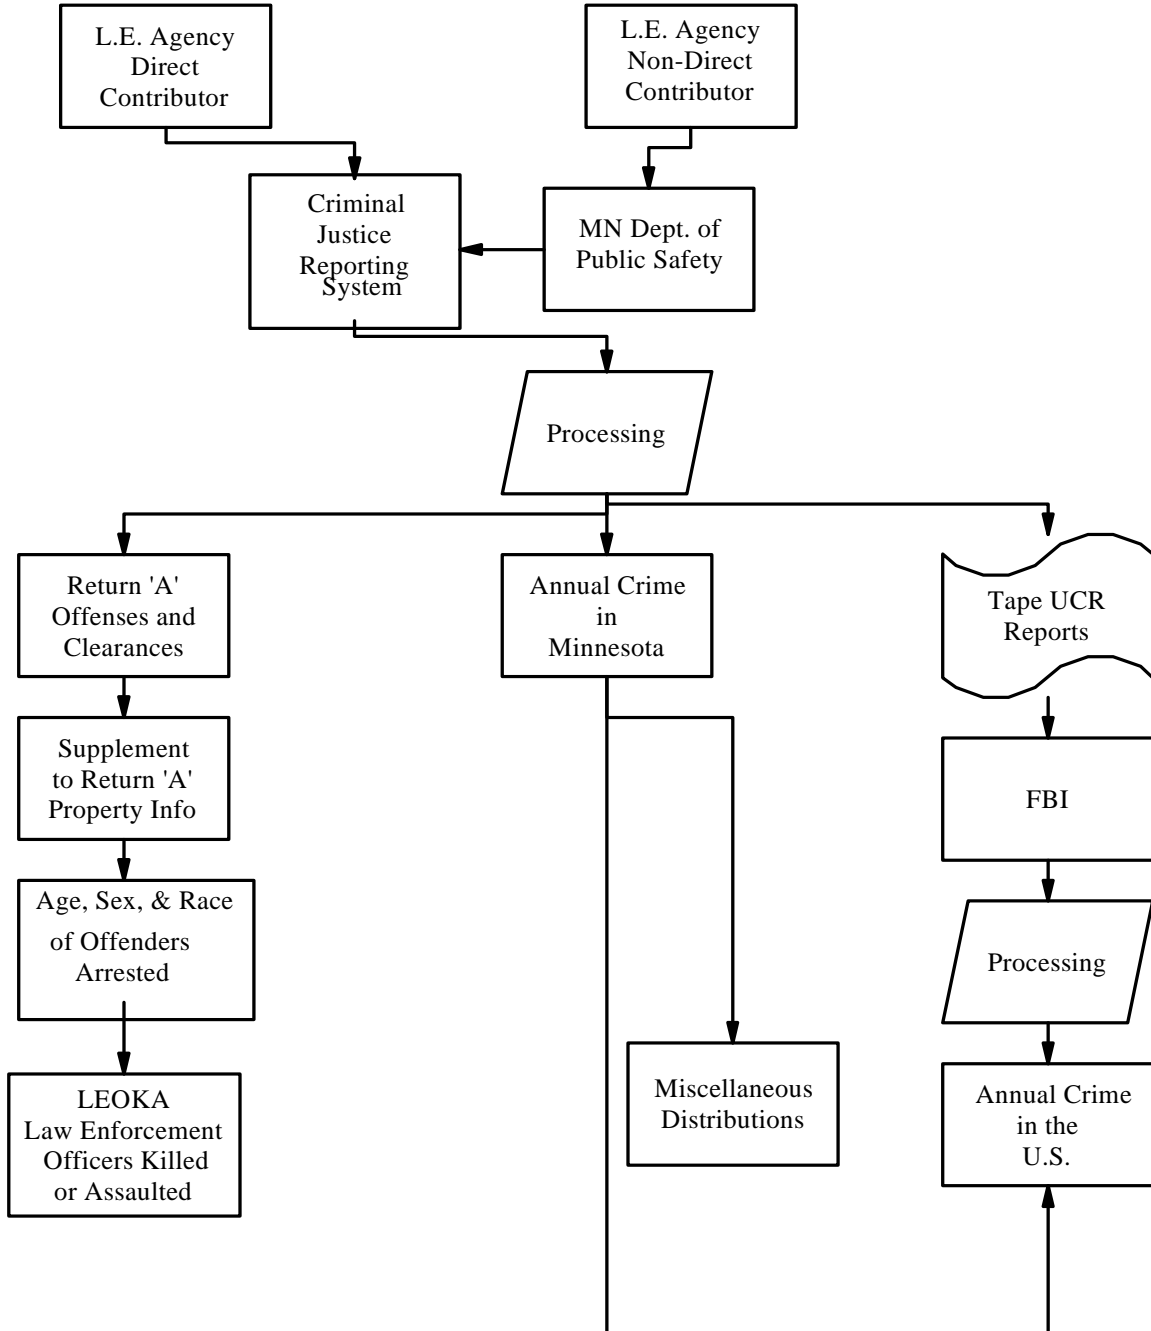 L.E. Agency
Direct
Contributor
L.E. Agency
Non-Direct
Contributor
Criminal
Justice
Reporting
System
MN Dept. of
Public Safety
Processing
Return 'A'
Offenses and
Clearances
Annual Crime
in
Minnesota
Tape UCR
Reports
Supplement
to Return 'A'
Property Info
FBI
Age, Sex, & Race
of Offenders
Arrested
Processing
LEOKA
Law Enforcement
Officers Killed
or Assaulted
Miscellaneous
Distributions
Annual Crime
in the
U.S.